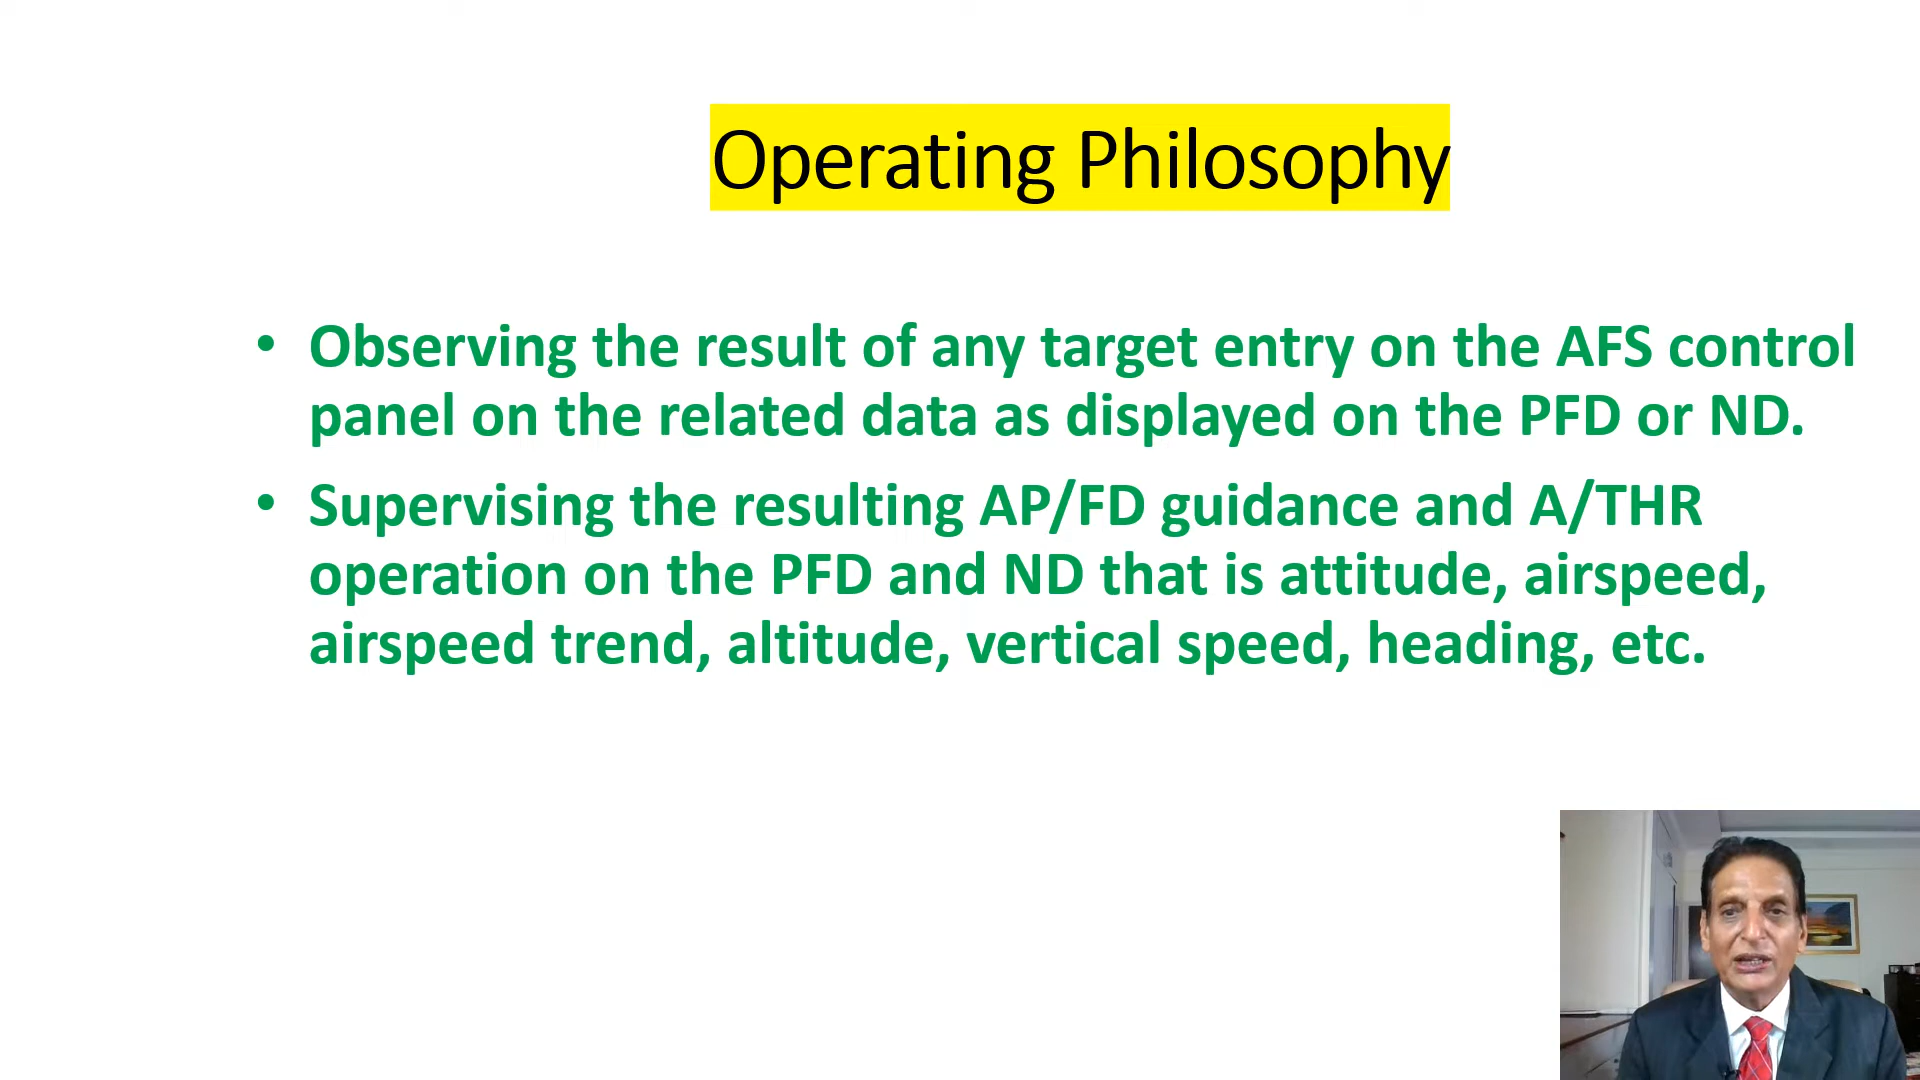 Operating Philosophy
• Observing the result of any target entry on the AFS control
panel on the related data as displayed on the PFD or ND.
• Supervising the resulting AP/FD guidance and A/THR
operation on the PFD and ND that is attitude, airspeed,
airspeed trend, altitude, vertical speed, heading, etc.